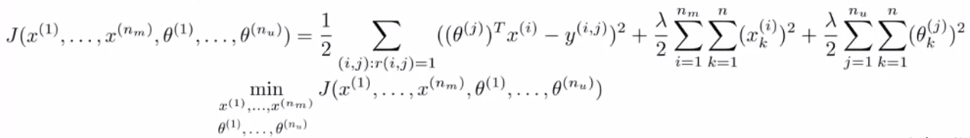 J(x^{(1)}, \ldots, x^{(n_m)}, \theta^{(1)}, \ldots, \theta^{(n_u)}) = \frac{1}{2} \sum_{(i,j):r(i,j)=1} ((\theta^{(j)})^T x^{(i)} - y^{(i,j)})^2 + \frac{\lambda}{2} \sum_{i=1}^{n_m} \sum_{k=1}^{n} (x_k^{(i)})^2 + \frac{\lambda}{2} \sum_{j=1}^{n_u} \sum_{k=1}^{n} (\theta_k^{(j)})^2
\min_{\substack{x^{(1)}, \ldots, x^{(n_m)} \\ \theta^{(1)}, \ldots, \theta^{(n_u)}}} J(x^{(1)}, \ldots, x^{(n_m)}, \theta^{(1)}, \ldots, \theta^{(n_u)})